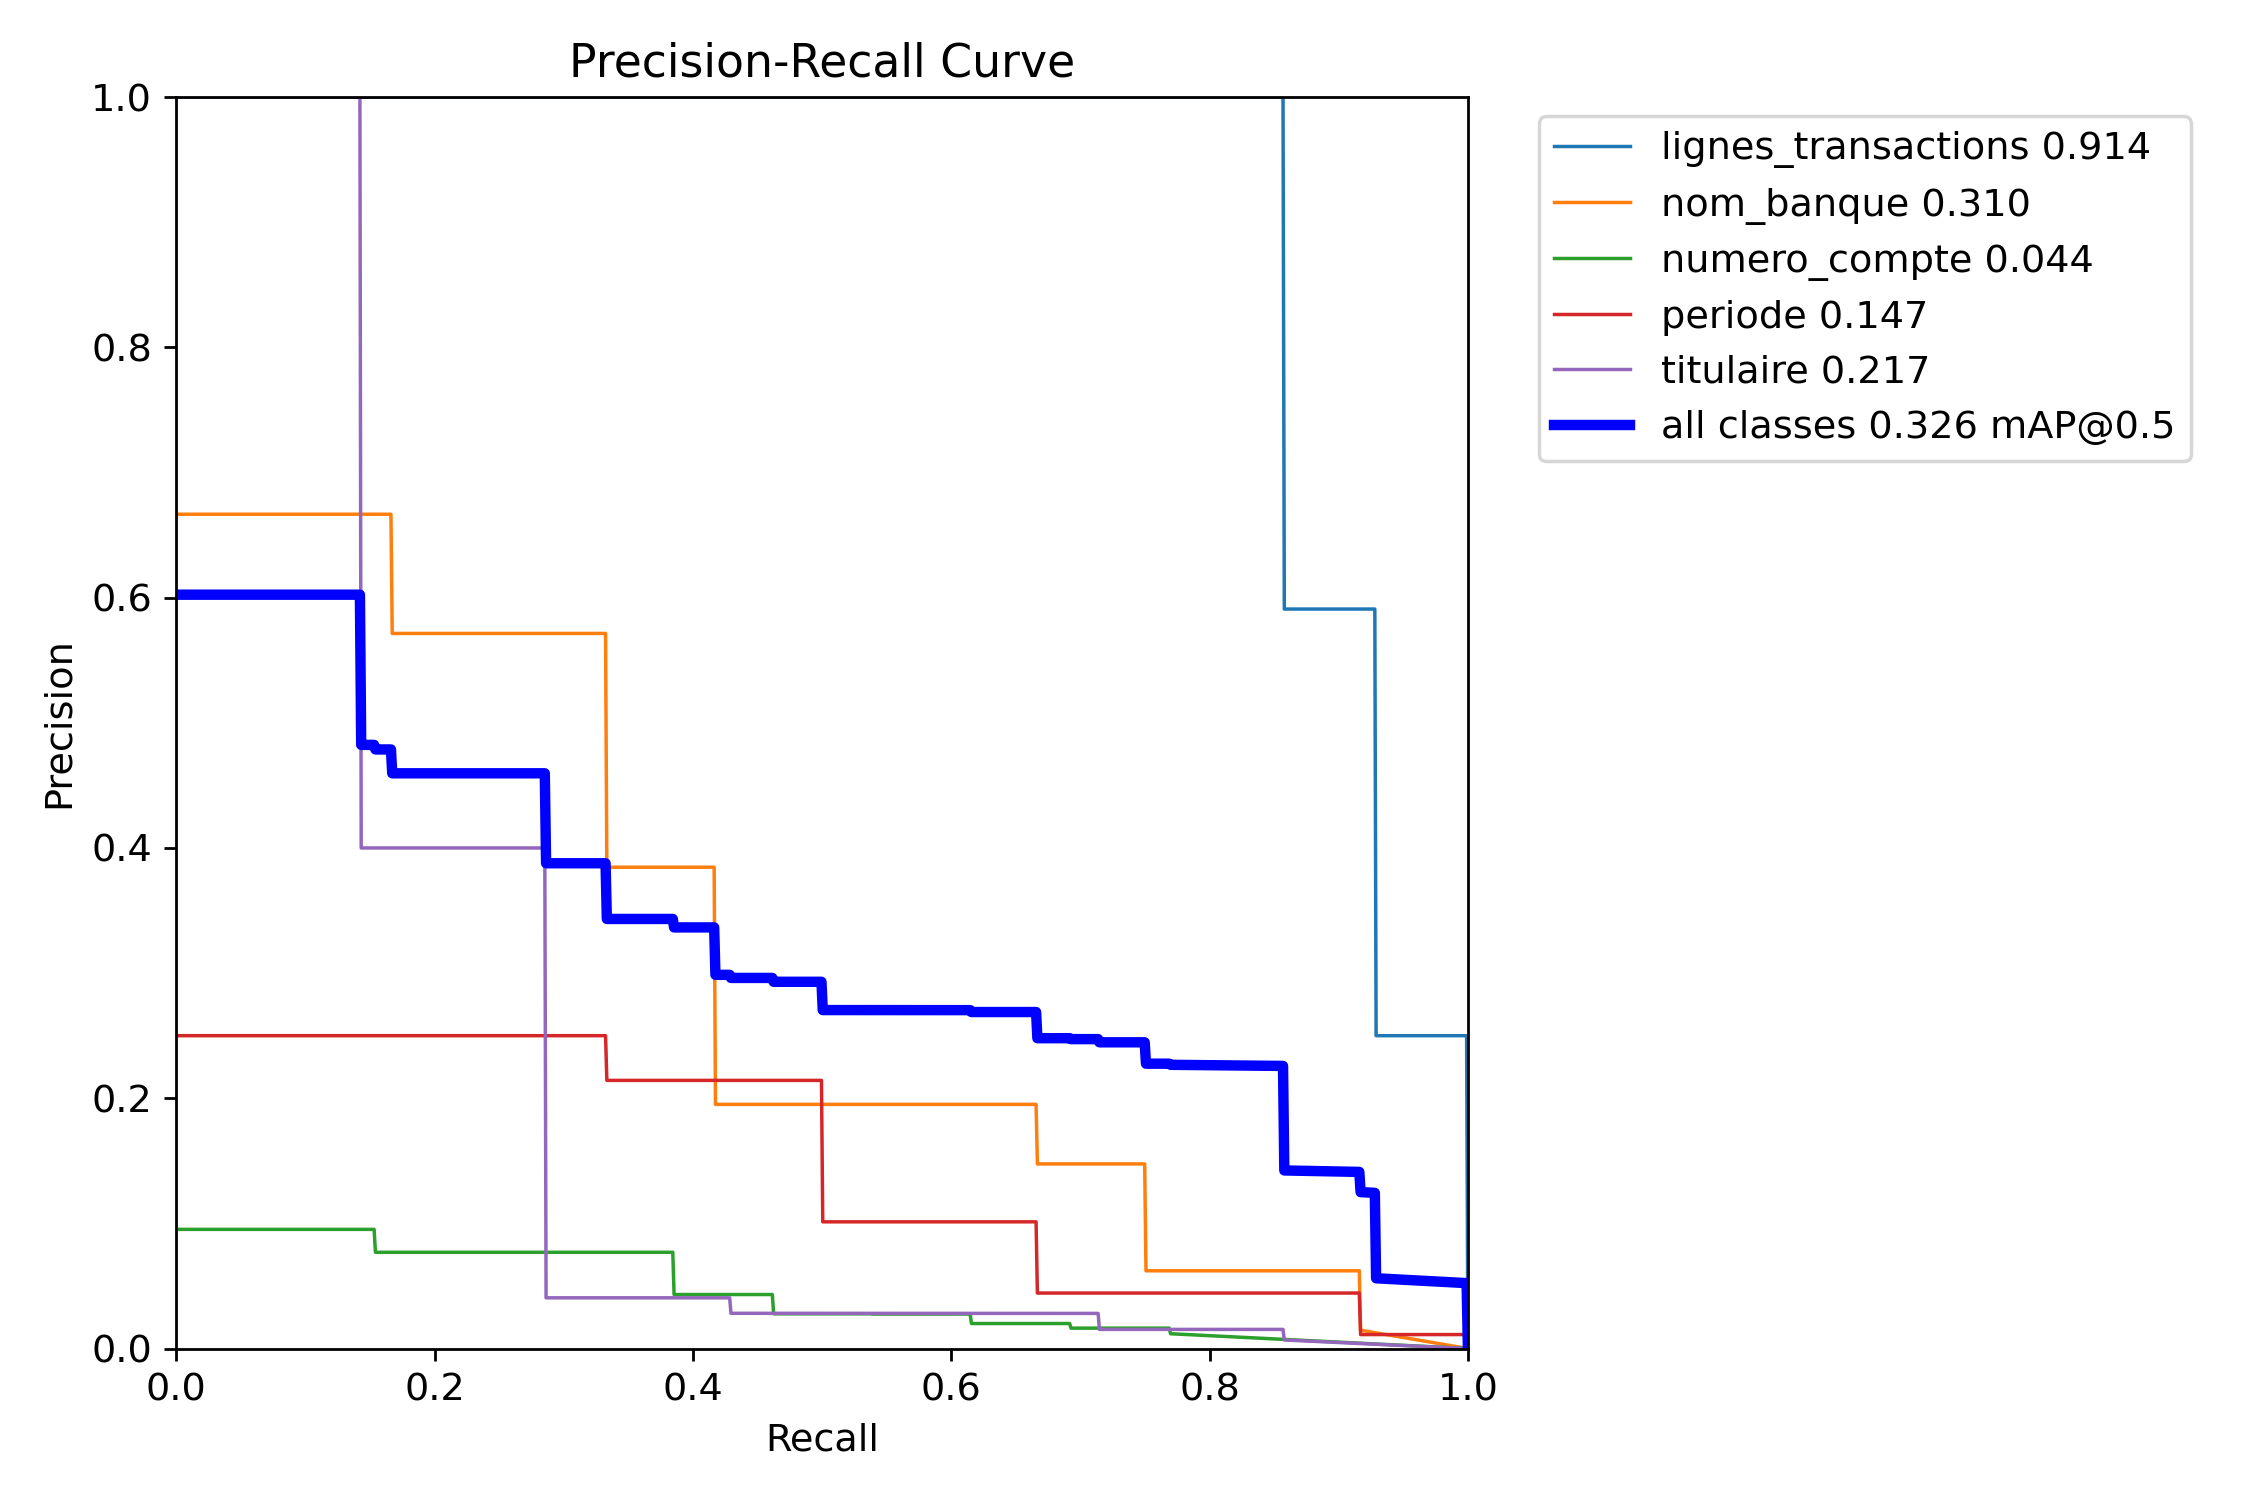 Precision-Recall Curve
1.0
0.8
0.6
0.4
0.2
0.0
Precision
0.0 0.2 0.4 0.6 0.8 1.0
Recall
lignes_transactions 0.914
nom_banque 0.310
numero_compte 0.044
periode 0.147
titulaire 0.217
all classes 0.326 mAP@0.5